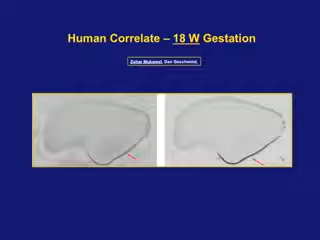 Human Correlate – 18 W Gestation
Zohar Mukamel, Dan Geschwind,